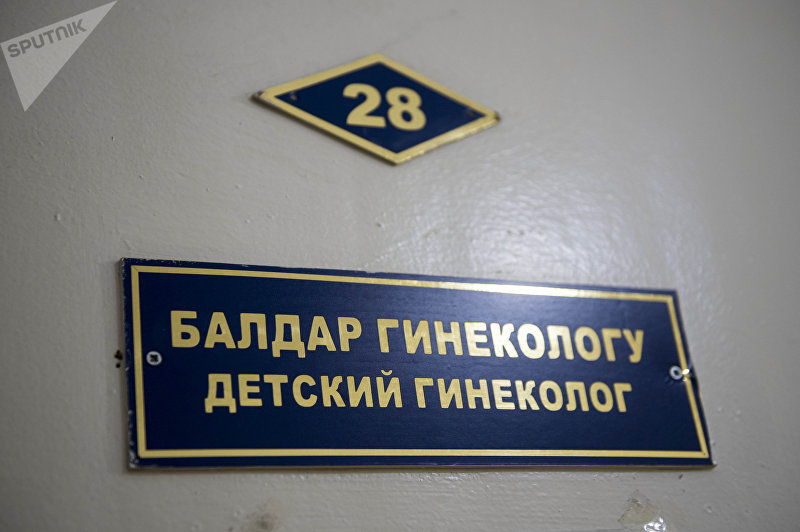 SPUTNIK
28
БАЛДАР ГИНЕКОЛОГУ
ДЕТСКИЙ ГИНЕКОЛОГ